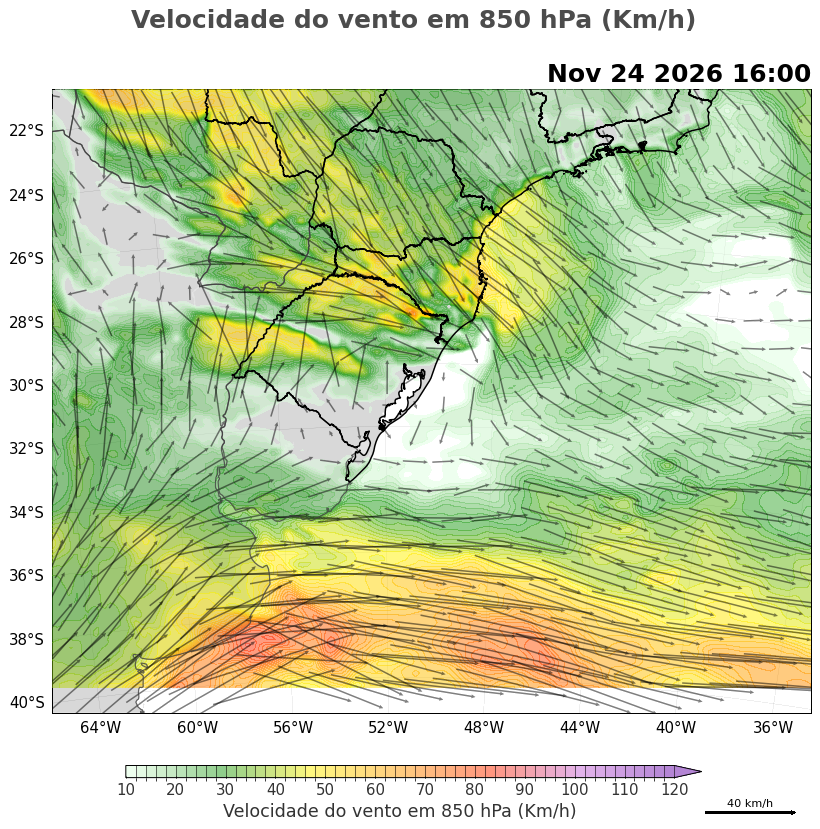 Velocidade do vento em 850 hPa (Km/h)
Nov 24 2026 16:00
22°S
24°S
26°S
28°S
30°S
32°S
34°S
36°S
38°S
40°S
64°W 60°W 56°W 52°W 48°W 44°W 40°W 36°W
10 20 30 40 50 60 70 80 90 100 110 120
Velocidade do vento em 850 hPa (Km/h)
40 km/h